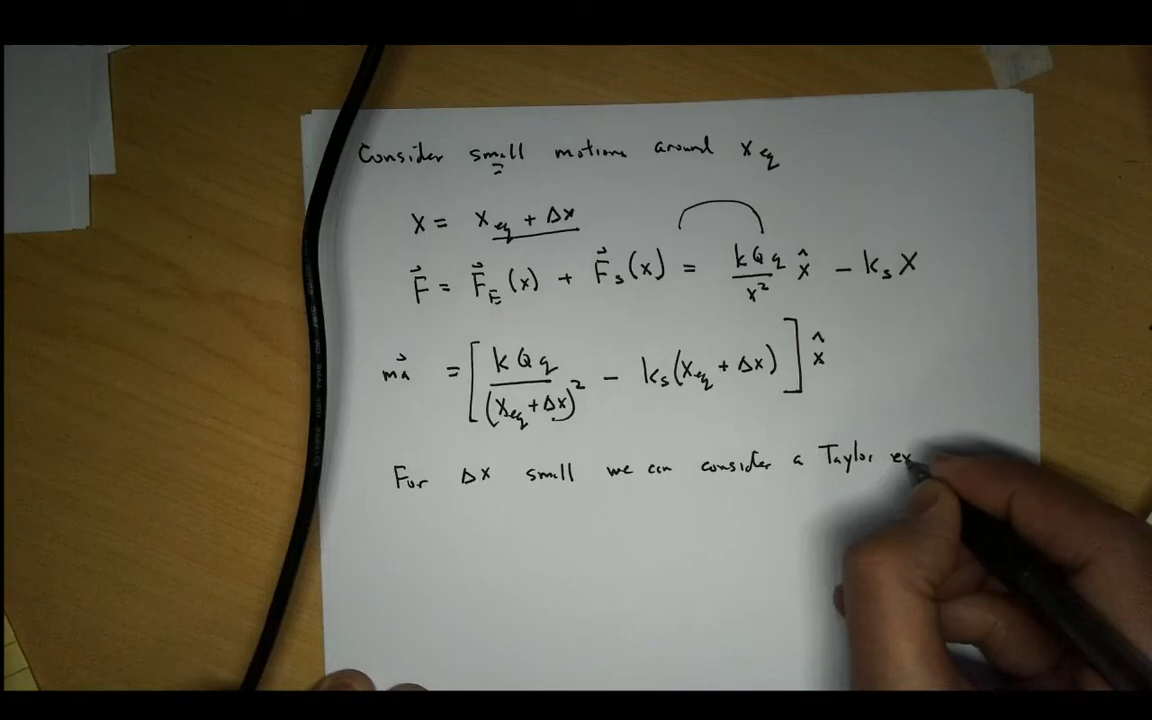 Consider small motions around x_eq
x = x_eq + Δx
F⃗ = F⃗_E (x) + F⃗_s (x) = kQq/x² x̂ − k_s x
ma⃗ = [ kQq/(x_eq + Δx)² − k_s (x_eq + Δx) ] x̂
For Δx small we can consider a Taylor ex